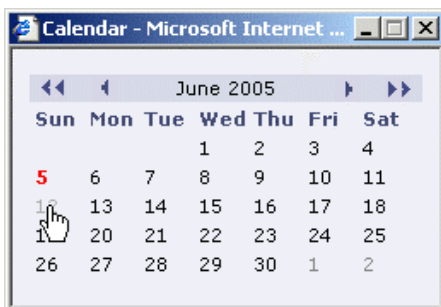 Calendar - Microsoft Internet ...
June 2005
Sun Mon Tue Wed Thu Fri Sat
1 2 3 4
5 6 7 8 9 10 11
12 13 14 15 16 17 18
20 21 22 23 24 25
26 27 28 29 30 1 2